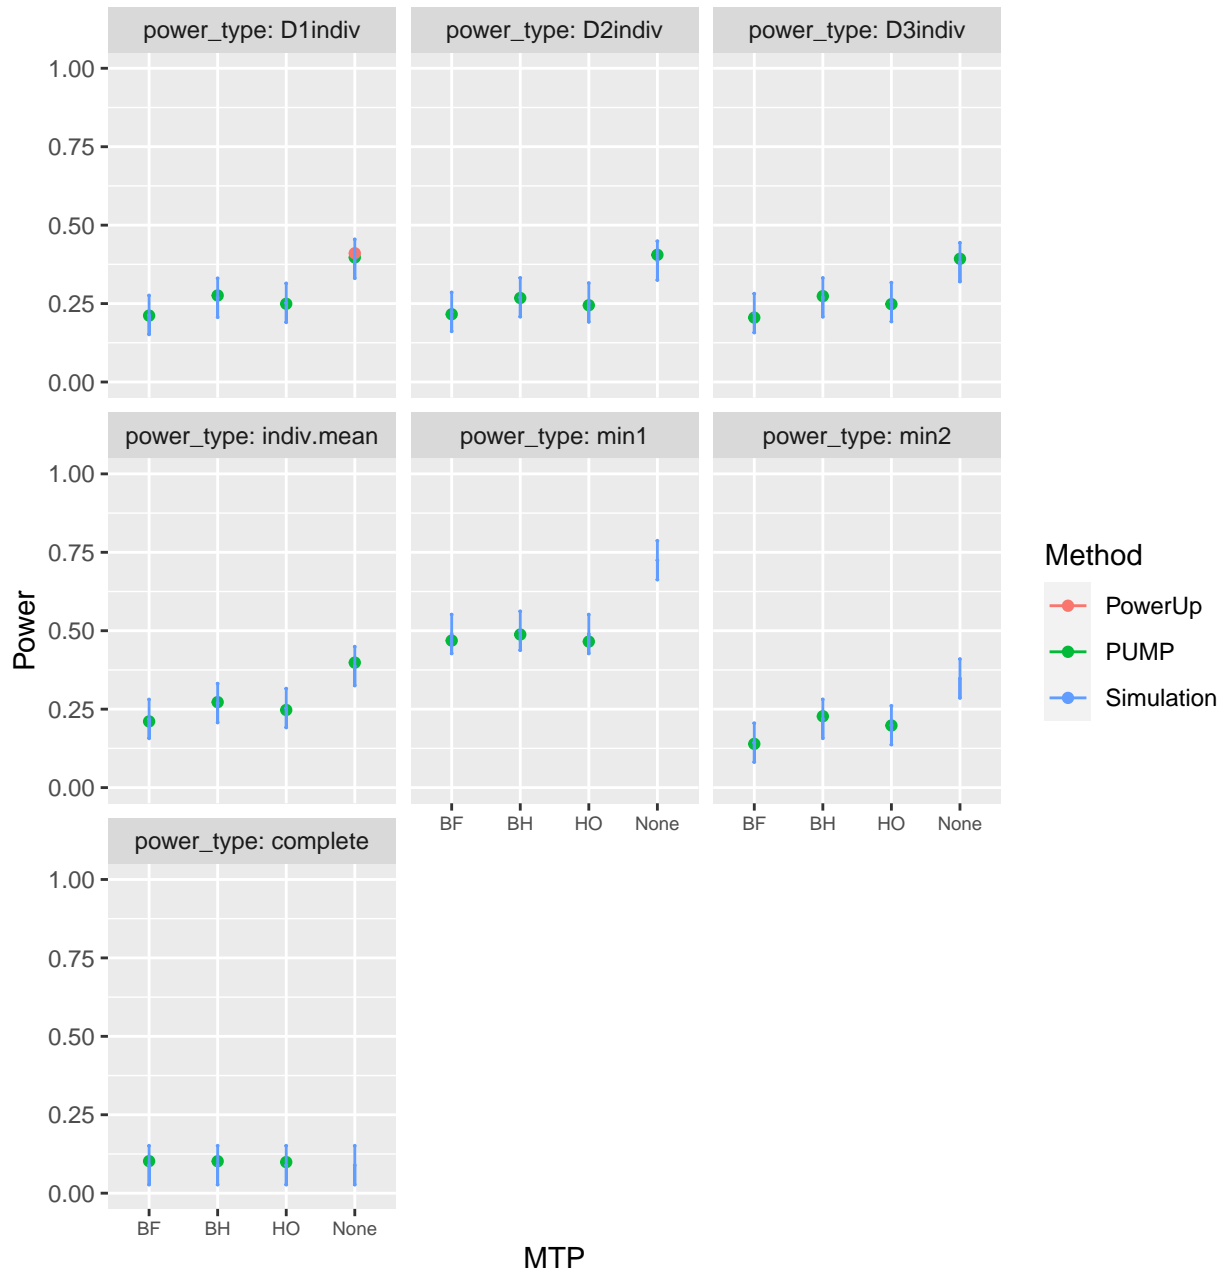 power_type: D1indiv
power_type: D2indiv
power_type: D3indiv
1.00
0.75
0.50
0.25
0.00
power_type: indiv.mean
power_type: min1
power_type: min2
1.00
0.75
0.50
0.25
0.00
BF BH HO None
BF BH HO None
power_type: complete
1.00
0.75
0.50
0.25
0.00
BF BH HO None
MTP
Power
Method
PowerUp
PUMP
Simulation